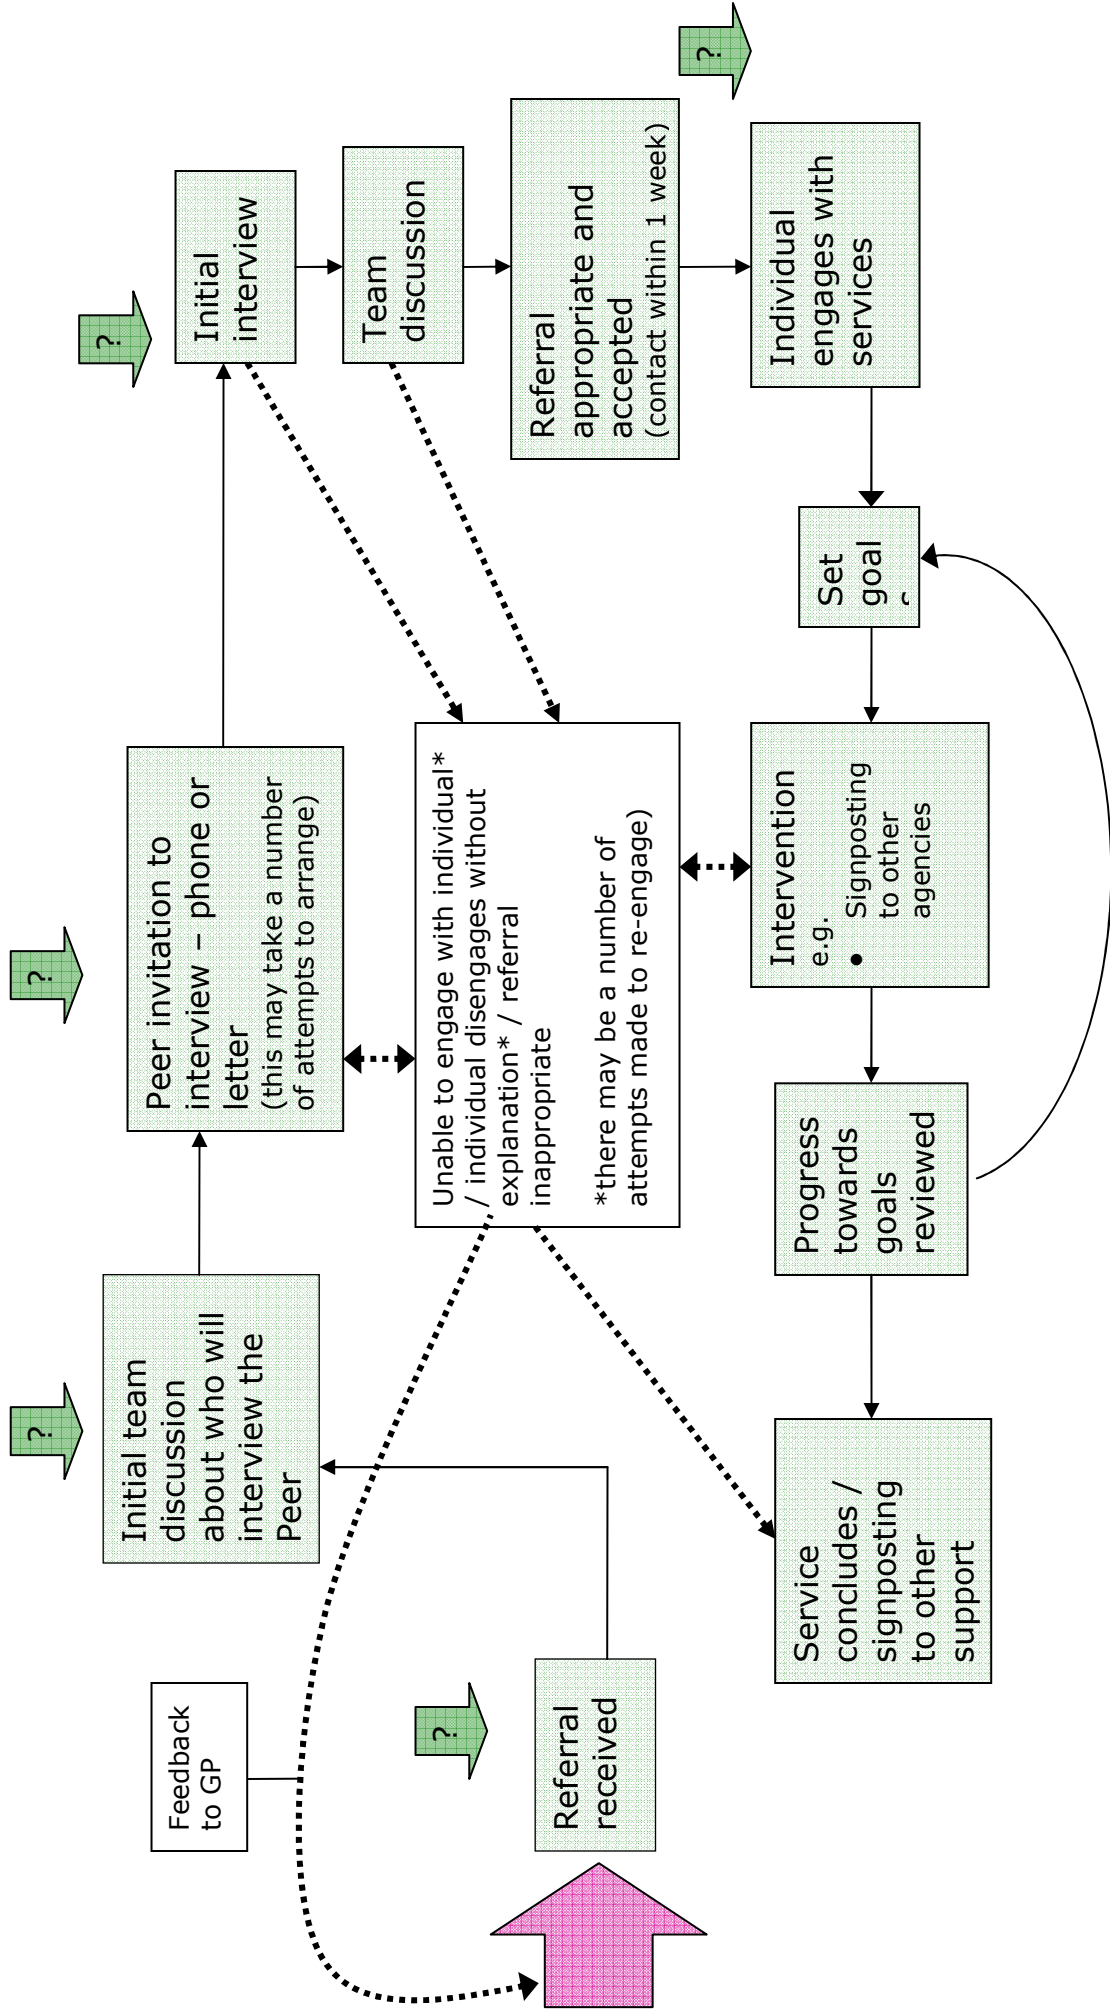 ?
Feedback
to GP
?
Referral
received
?
Initial team
discussion
about who will
interview the
Peer
?
Peer invitation to
interview – phone or
letter
(this may take a number
of attempts to arrange)
?
Initial
interview
Team
discussion
Referral
appropriate and
accepted
(contact within 1 week)
Unable to engage with individual*
/ individual disengages without
explanation* / referral
inappropriate
*there may be a number of
attempts made to re-engage)
Individual
engages with
services
Set
goal
Intervention
e.g.
• Signposting
to other
agencies
Progress
towards
goals
reviewed
Service
concludes /
signposting
to other
support